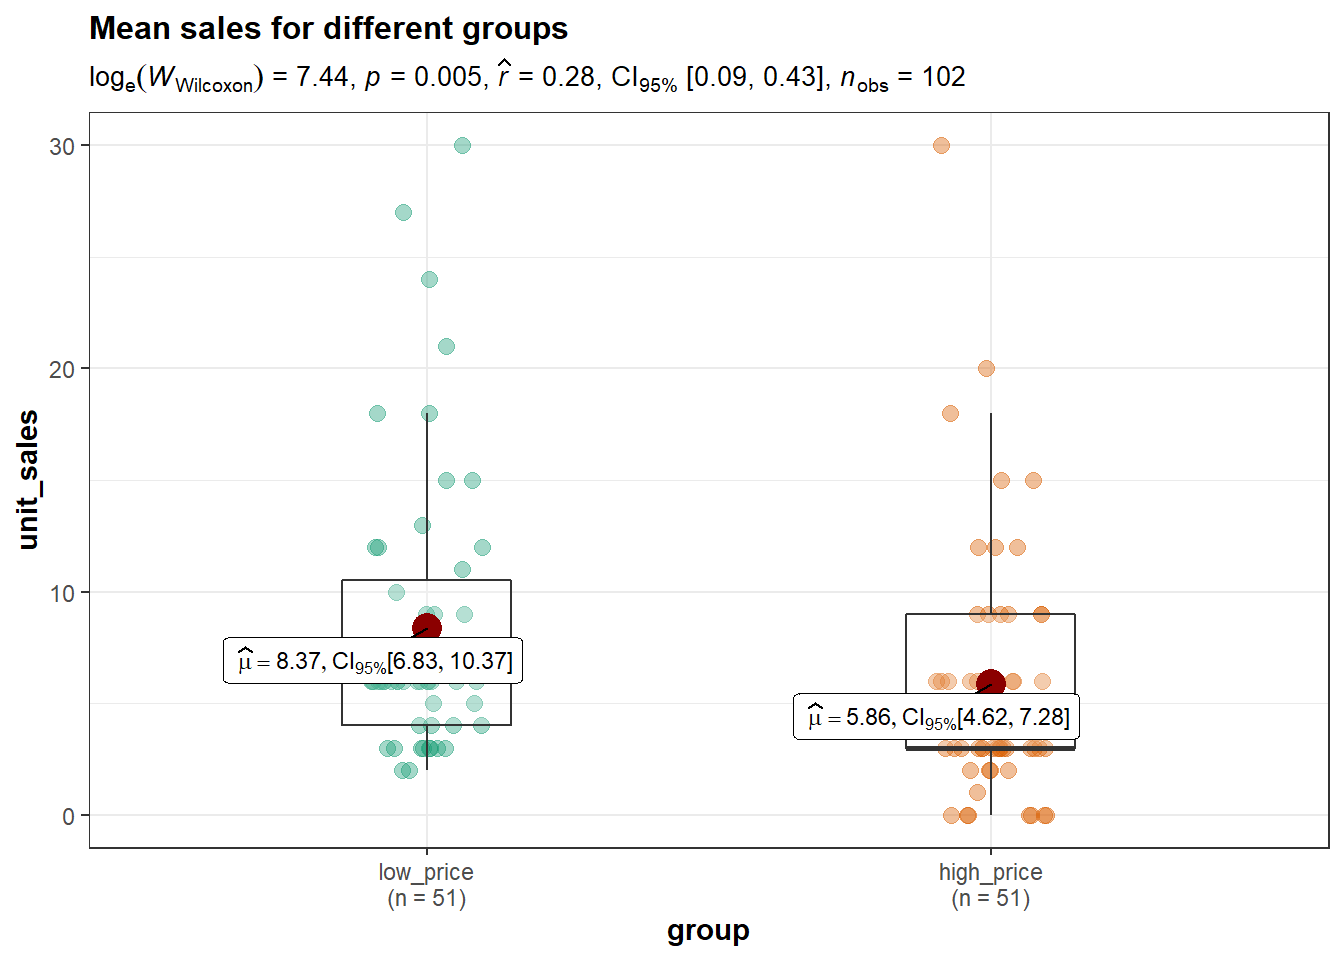 Mean sales for different groups
logₑ(W_Wilcoxon) = 7.44, p = 0.005, r̂ = 0.28, CI₉₅% [0.09, 0.43], n_obs = 102
30
20
10
0
unit_sales
μ̂ = 8.37, CI₉₅%[6.83, 10.37]
μ̂ = 5.86, CI₉₅%[4.62, 7.28]
low_price
(n = 51)
high_price
(n = 51)
group